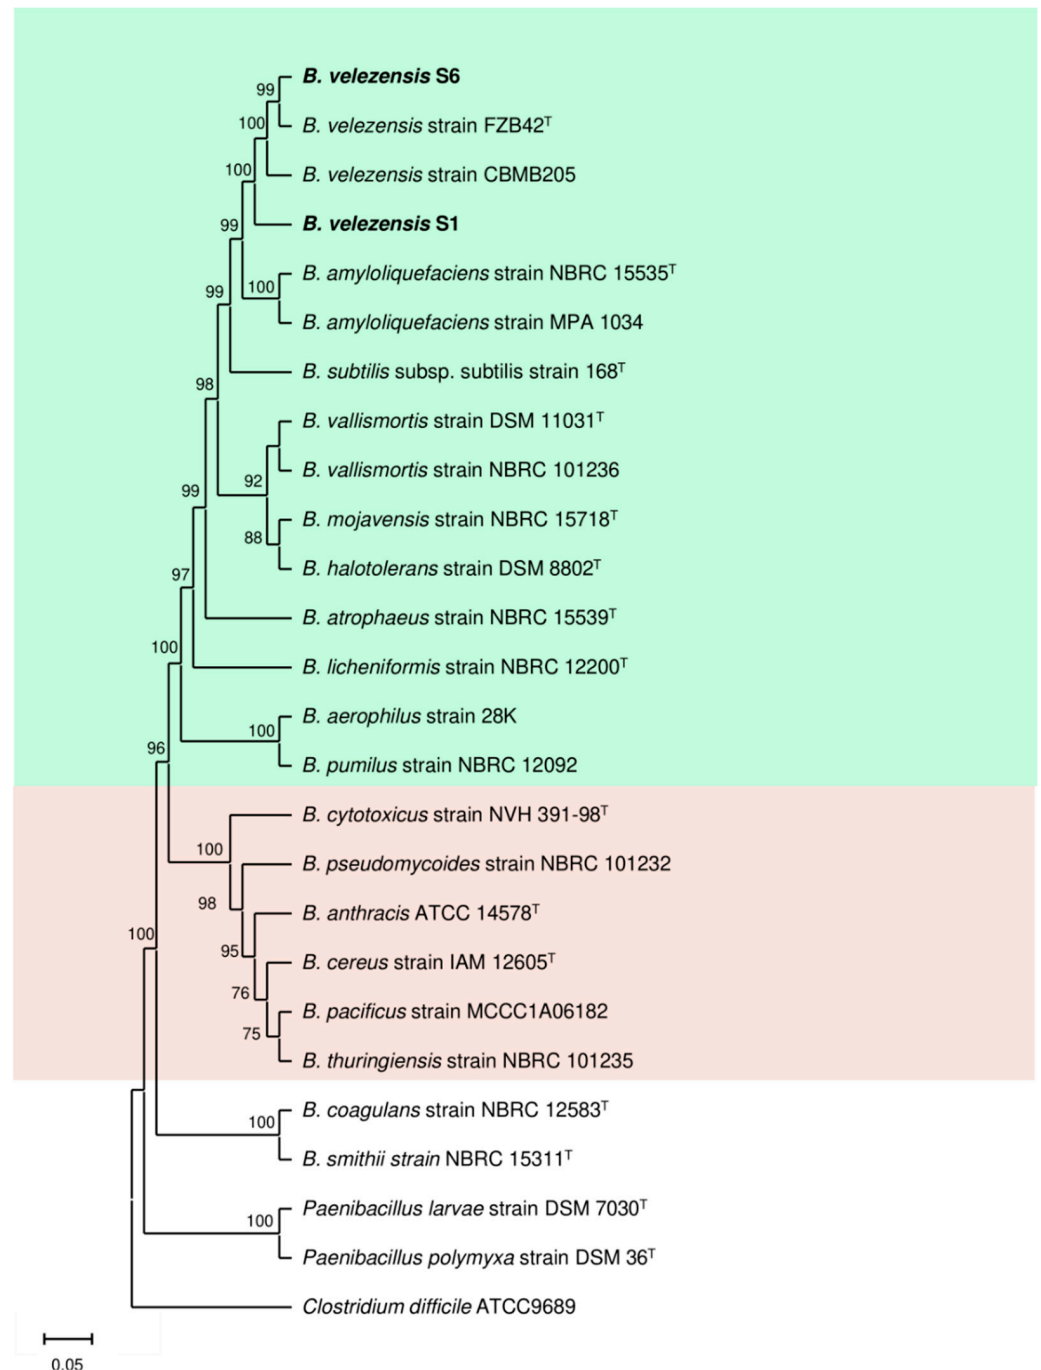 B. velezensis S6
99
B. velezensis strain FZB42ᵀ
100
B. velezensis strain CBMB205
100
B. velezensis S1
99
B. amyloliquefaciens strain NBRC 15535ᵀ
100
99
B. amyloliquefaciens strain MPA 1034
B. subtilis subsp. subtilis strain 168ᵀ
98
B. vallismortis strain DSM 11031ᵀ
B. vallismortis strain NBRC 101236
92
99
B. mojavensis strain NBRC 15718ᵀ
88
B. halotolerans strain DSM 8802ᵀ
97
B. atrophaeus strain NBRC 15539ᵀ
100
B. licheniformis strain NBRC 12200ᵀ
B. aerophilus strain 28K
100
96
B. pumilus strain NBRC 12092
B. cytotoxicus strain NVH 391-98ᵀ
100
B. pseudomycoides strain NBRC 101232
98
B. anthracis ATCC 14578ᵀ
100
95
B. cereus strain IAM 12605ᵀ
76
B. pacificus strain MCCC1A06182
75
B. thuringiensis strain NBRC 101235
B. coagulans strain NBRC 12583ᵀ
100
B. smithii strain NBRC 15311ᵀ
Paenibacillus larvae strain DSM 7030ᵀ
100
Paenibacillus polymyxa strain DSM 36ᵀ
Clostridium difficile ATCC9689
0.05